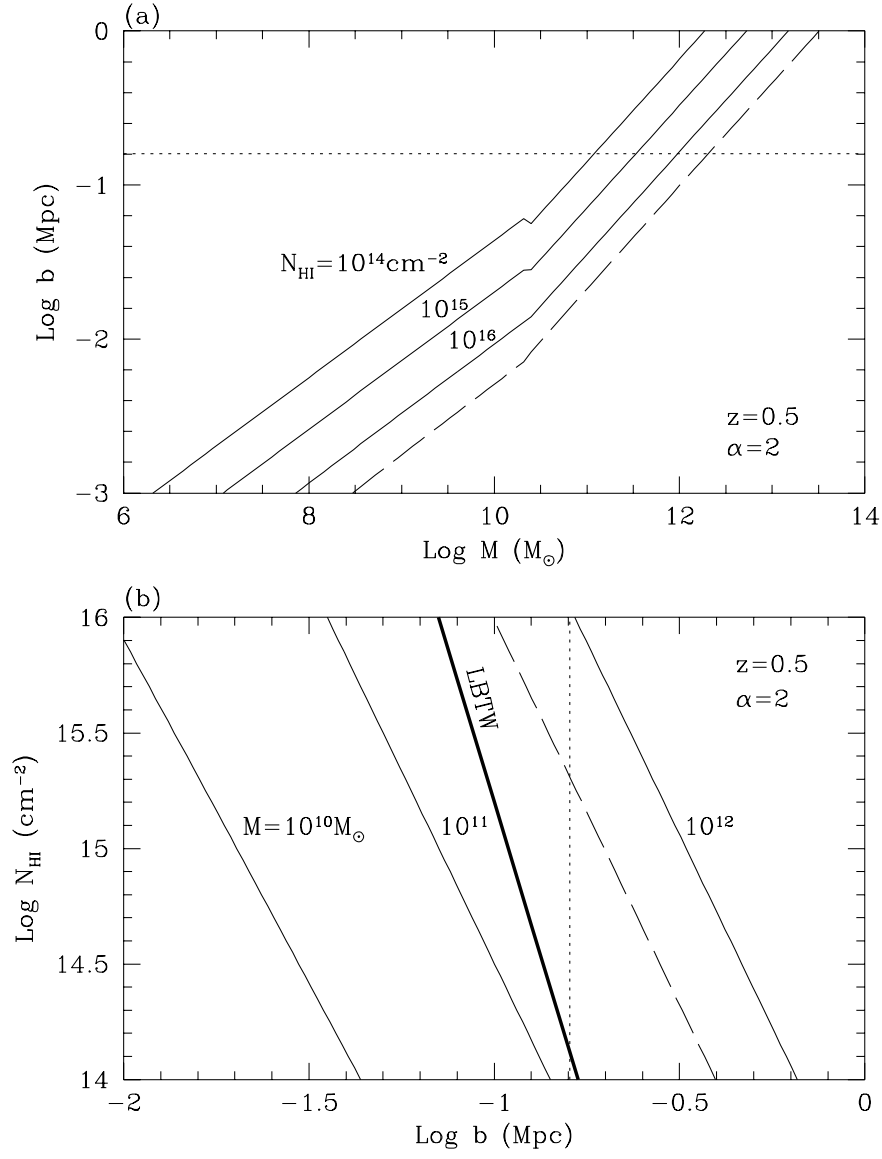 (a)
0
-1
-2
-3
Log b (Mpc)
N_HI=10^14cm^-2
10^15
10^16
z=0.5
α=2
6 8 10 12 14
Log M (M_⊙)
(b)
16
15.5
15
14.5
14
Log N_HI (cm^-2)
z=0.5
α=2
LBTW
M=10^10M_⊙
10^11
10^12
-2 -1.5 -1 -0.5 0
Log b (Mpc)